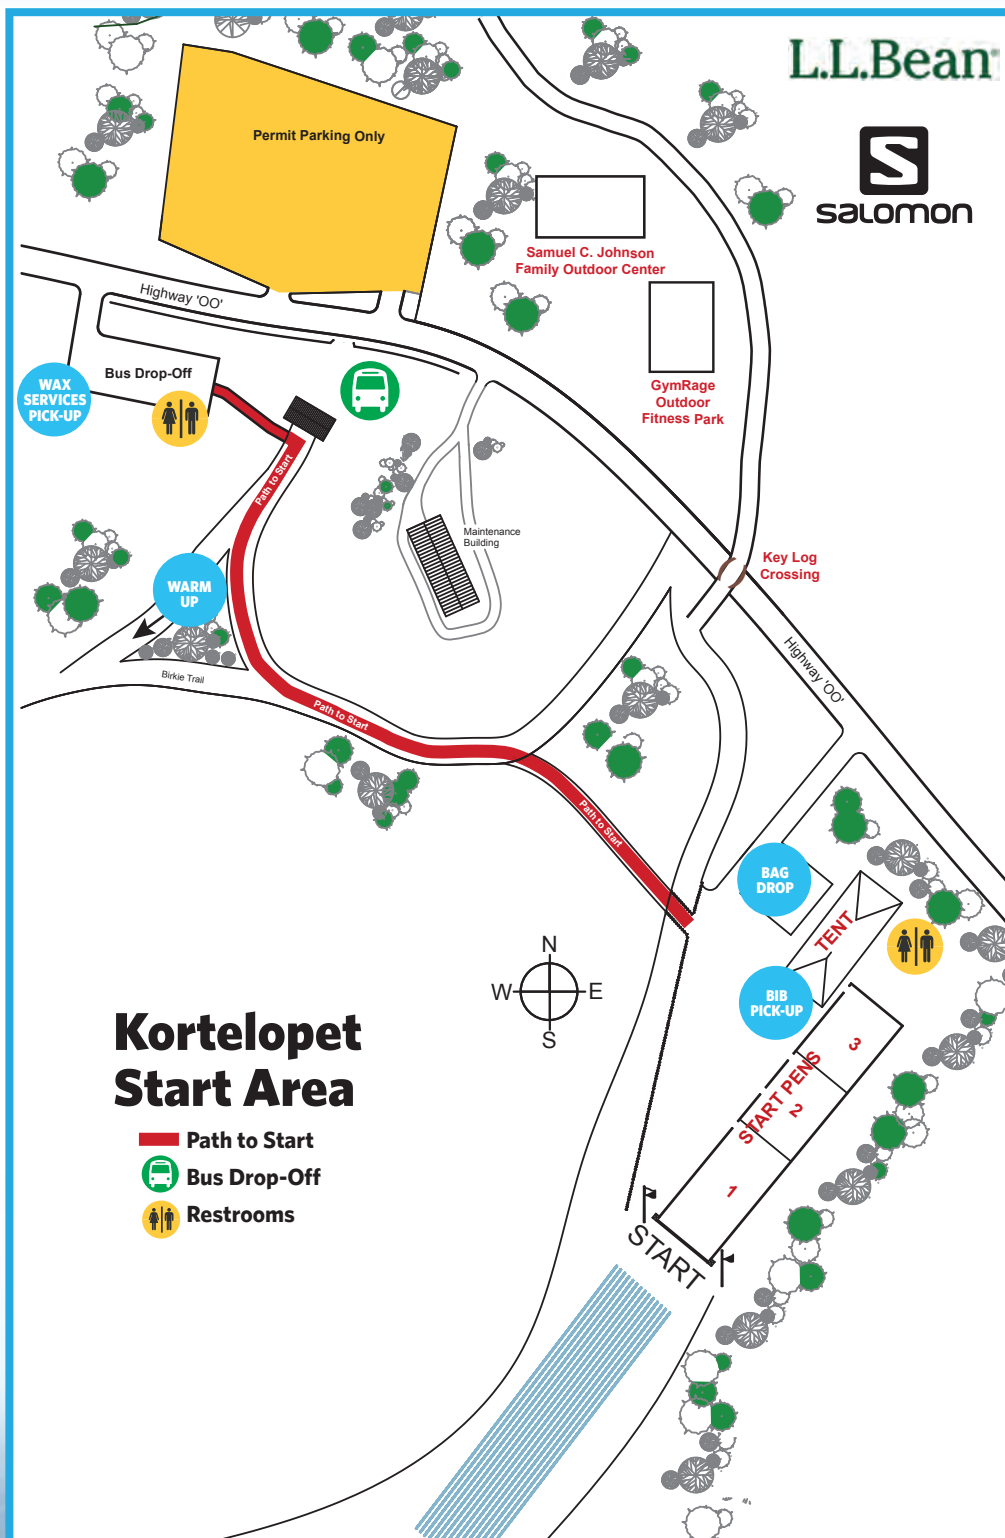 L.L.Bean
Permit Parking Only
SALOMON
Samuel C. Johnson
Family Outdoor Center
Highway 'OO'
Bus Drop-Off
WAX
SERVICES
PICK-UP
GymRage
Outdoor
Fitness Park
Path to Start
Maintenance
Building
Key Log
Crossing
WARM
UP
Highway 'OO'
Birkie Trail
Path to Start
Path to Start
BAG
DROP
TENT
N
W
E
S
BIB
PICK-UP
START PENS
3
2
1
START
Kortelopet
Start Area
Path to Start
Bus Drop-Off
Restrooms